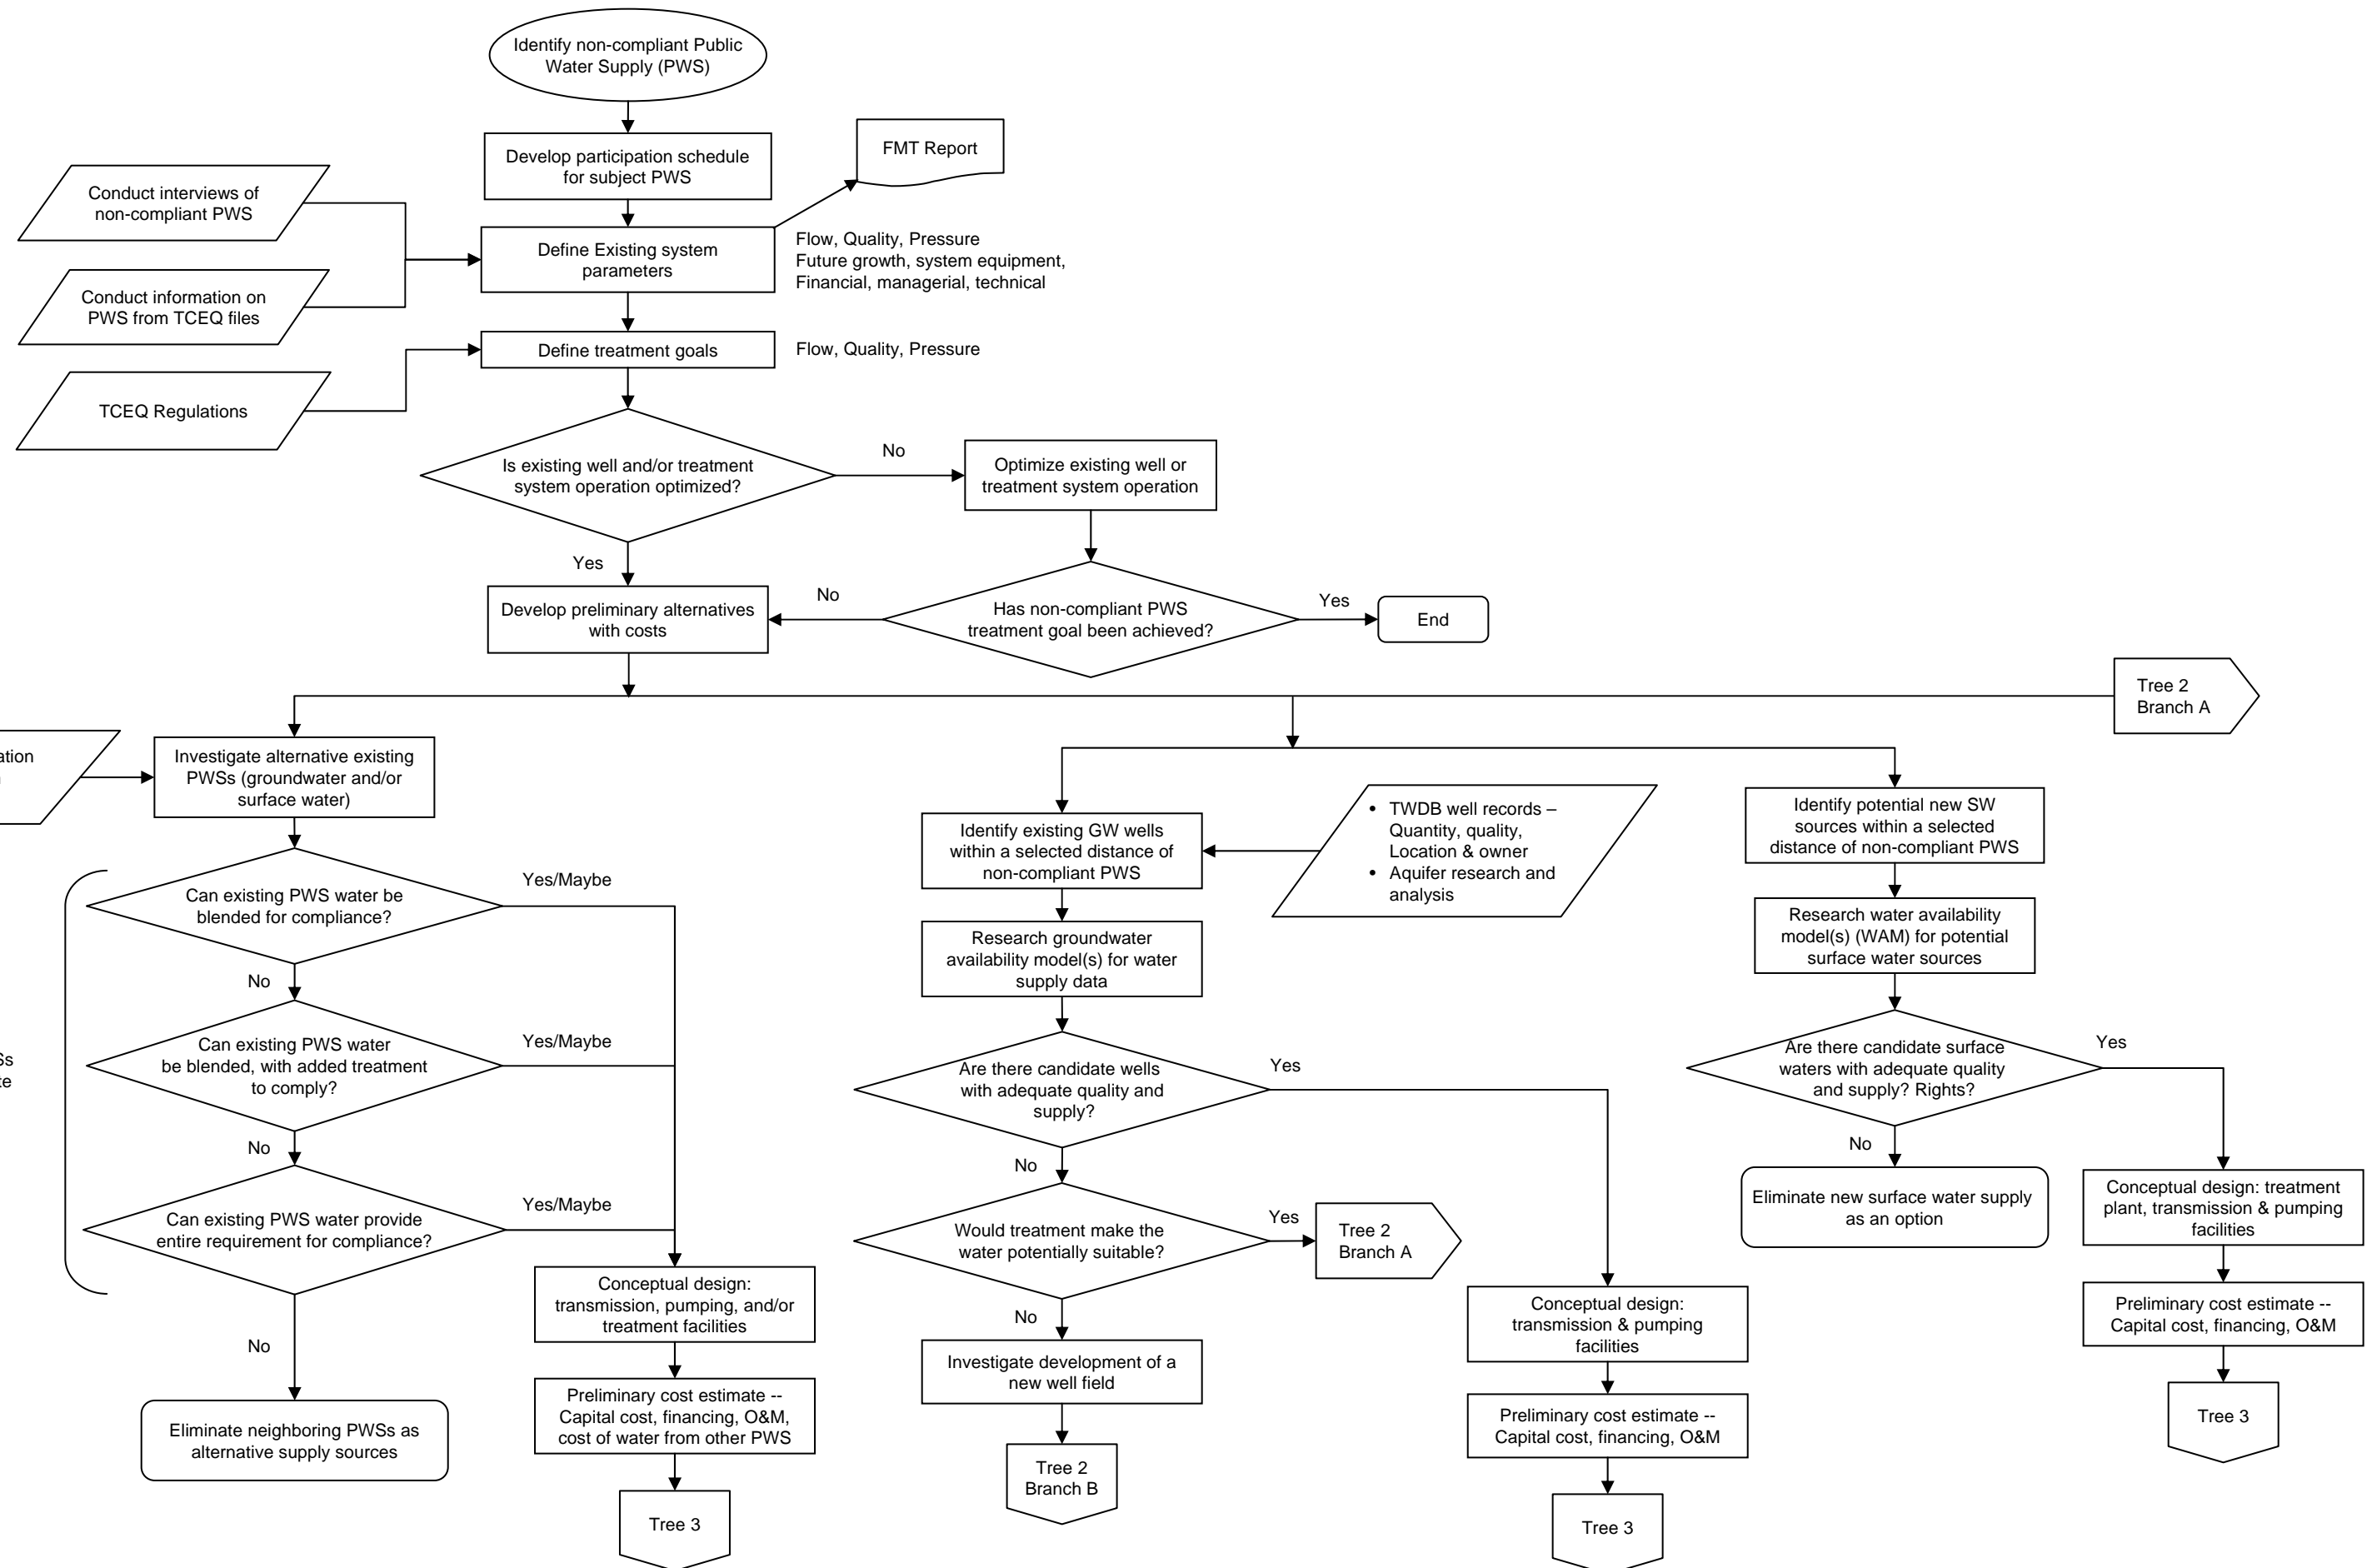 Identify non-compliant Public
Water Supply (PWS)
Develop participation schedule
for subject PWS
FMT Report
Conduct interviews of
non-compliant PWS
Define Existing system
parameters
Flow, Quality, Pressure
Future growth, system equipment,
Financial, managerial, technical
Conduct information on
PWS from TCEQ files
Define treatment goals
Flow, Quality, Pressure
TCEQ Regulations
Is existing well and/or treatment
system operation optimized?
No
Optimize existing well or
treatment system operation
Yes
Develop preliminary alternatives
with costs
No
Has non-compliant PWS
treatment goal been achieved?
Yes
End
Tree 2
Branch A
Investigate alternative existing
PWSs (groundwater and/or
surface water)
Can existing PWS water be
blended for compliance?
Yes/Maybe
No
Can existing PWS water
be blended, with added treatment
to comply?
Yes/Maybe
No
Can existing PWS water provide
entire requirement for compliance?
Yes/Maybe
No
Eliminate neighboring PWSs as
alternative supply sources
Conceptual design:
transmission, pumping, and/or
treatment facilities
Preliminary cost estimate --
Capital cost, financing, O&M,
cost of water from other PWS
Tree 3
Identify existing GW wells
within a selected distance of
non-compliant PWS
• TWDB well records –
Quantity, quality,
Location & owner
• Aquifer research and
analysis
Research groundwater
availability model(s) for water
supply data
Are there candidate wells
with adequate quality and
supply?
Yes
No
Would treatment make the
water potentially suitable?
Yes
Tree 2
Branch A
No
Investigate development of a
new well field
Tree 2
Branch B
Conceptual design:
transmission & pumping
facilities
Preliminary cost estimate --
Capital cost, financing, O&M
Tree 3
Identify potential new SW
sources within a selected
distance of non-compliant PWS
Research water availability
model(s) (WAM) for potential
surface water sources
Are there candidate surface
waters with adequate quality
and supply? Rights?
Yes
No
Eliminate new surface water supply
as an option
Conceptual design: treatment
plant, transmission & pumping
facilities
Preliminary cost estimate --
Capital cost, financing, O&M
Tree 3